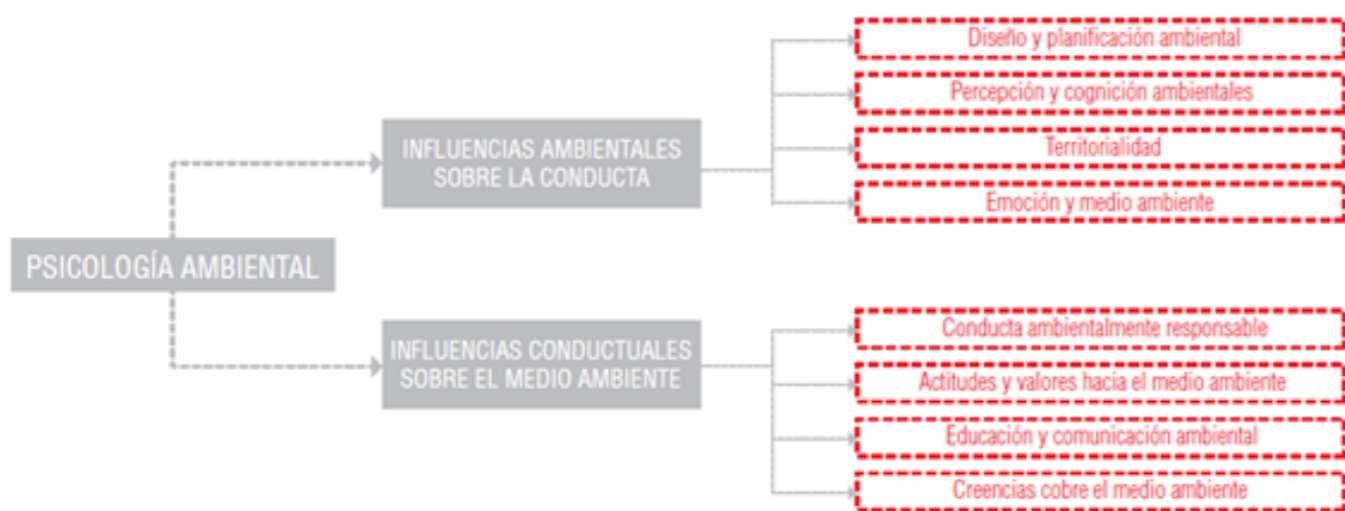 PSICOLOGÍA AMBIENTAL
INFLUENCIAS AMBIENTALES
SOBRE LA CONDUCTA
Diseño y planificación ambiental
Percepción y cognición ambientales
Territorialidad
Emoción y medio ambiente
INFLUENCIAS CONDUCTUALES
SOBRE EL MEDIO AMBIENTE
Conducta ambientalmente responsable
Actitudes y valores hacia el medio ambiente
Educación y comunicación ambiental
Creencias cobre el medio ambiente